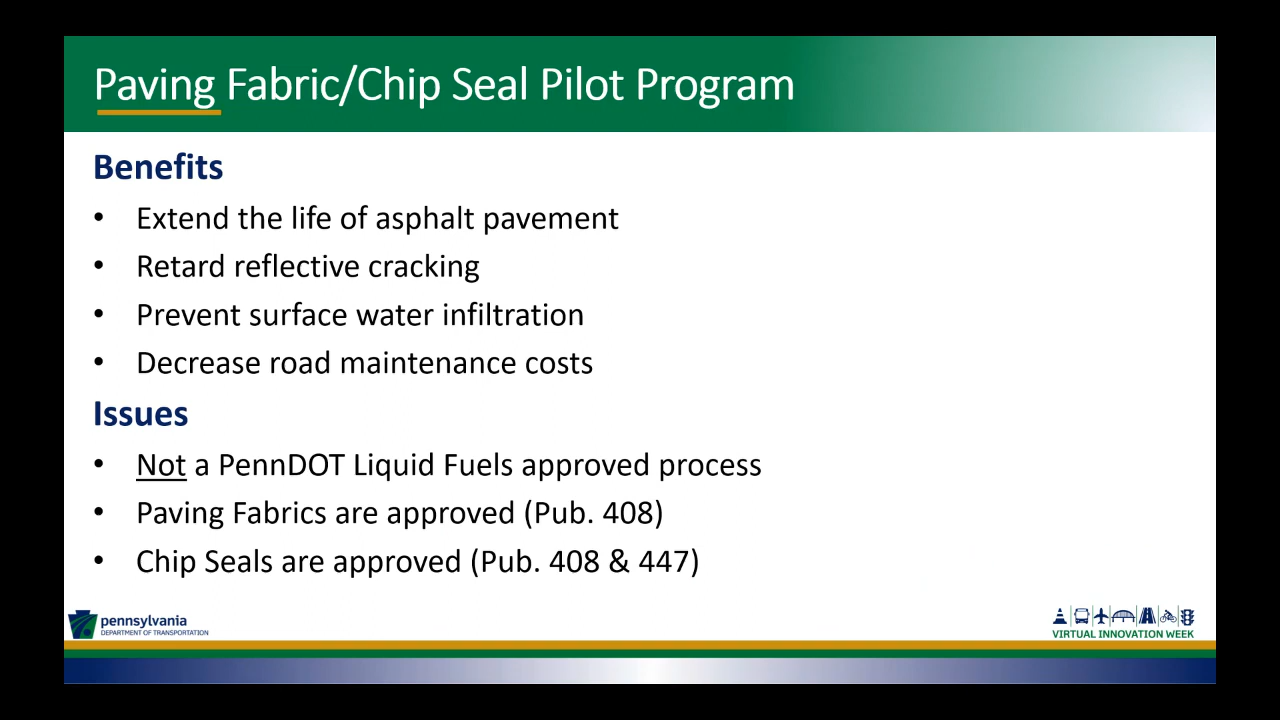 Paving Fabric/Chip Seal Pilot Program
Benefits
• Extend the life of asphalt pavement
• Retard reflective cracking
• Prevent surface water infiltration
• Decrease road maintenance costs
Issues
• Not a PennDOT Liquid Fuels approved process
• Paving Fabrics are approved (Pub. 408)
• Chip Seals are approved (Pub. 408 & 447)
pennsylvania
DEPARTMENT OF TRANSPORTATION
VIRTUAL INNOVATION WEEK